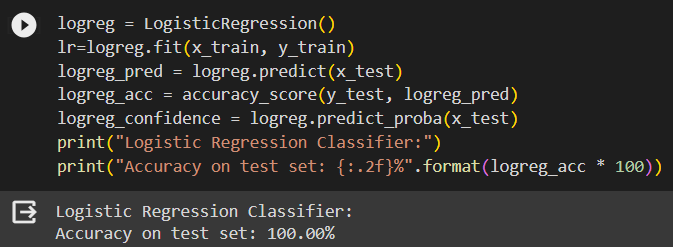 logreg = LogisticRegression()
lr=logreg.fit(x_train, y_train)
logreg_pred = logreg.predict(x_test)
logreg_acc = accuracy_score(y_test, logreg_pred)
logreg_confidence = logreg.predict_proba(x_test)
print("Logistic Regression Classifier:")
print("Accuracy on test set: {:.2f}%".format(logreg_acc * 100))
Logistic Regression Classifier:
Accuracy on test set: 100.00%